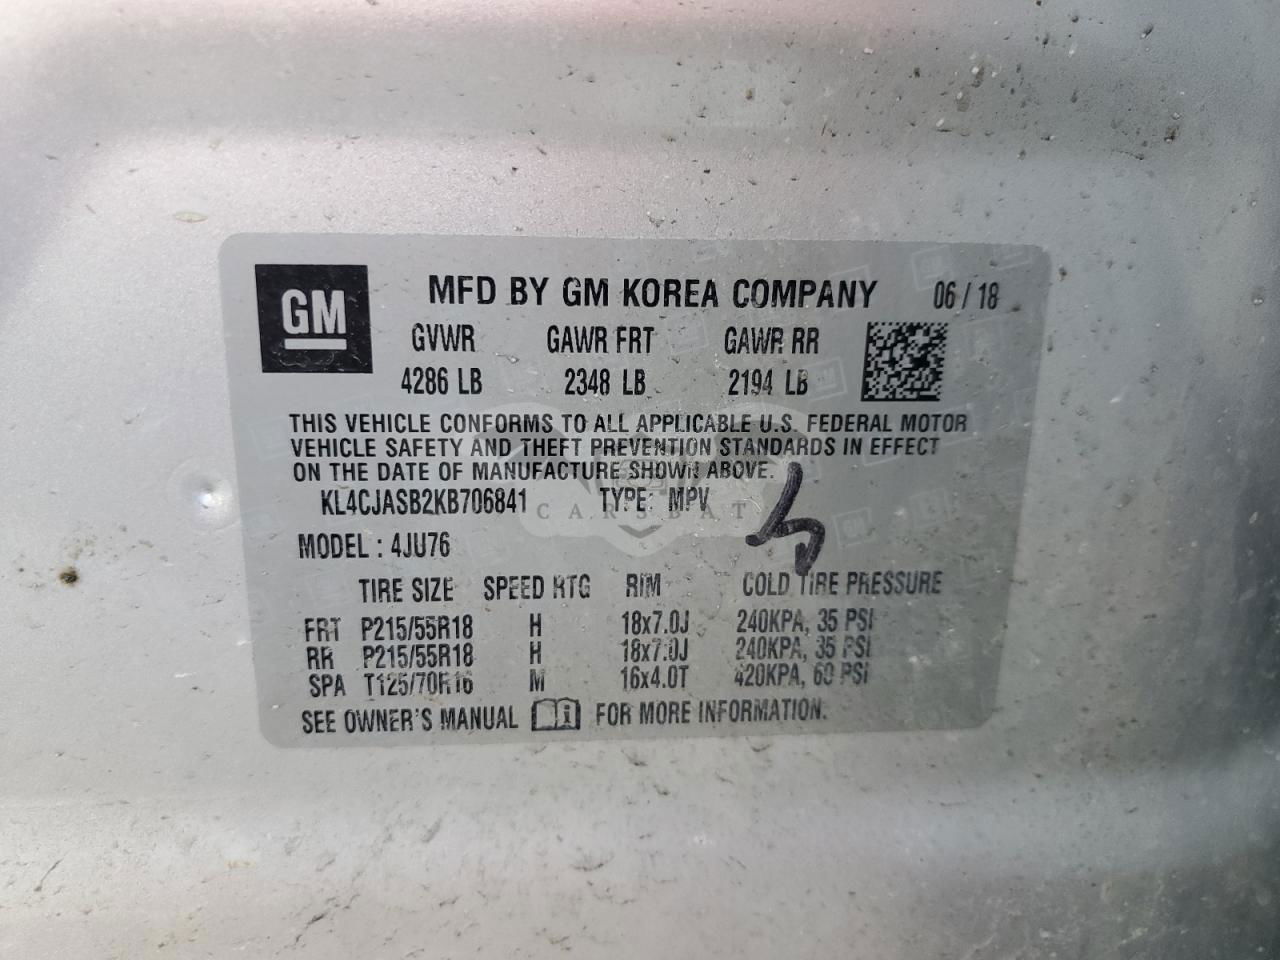 GM
MFD BY GM KOREA COMPANY 06/18
GVWR GAWR FRT GAWR RR
4286 LB 2348 LB 2194 LB
THIS VEHICLE CONFORMS TO ALL APPLICABLE U.S. FEDERAL MOTOR
VEHICLE SAFETY AND THEFT PREVENTION STANDARDS IN EFFECT
ON THE DATE OF MANUFACTURE SHOWN ABOVE.
KL4CJASB2KB706841 TYPE: MPV
CARSBAT
MODEL : 4JU76
TIRE SIZE SPEED RTG RIM COLD TIRE PRESSURE
FRT P215/55R18 H 18x7.0J 240KPA, 35 PSI
RR P215/55R18 H 18x7.0J 240KPA, 35 PSI
SPA T125/70R16 M 16x4.0T 420KPA, 60 PSI
SEE OWNER'S MANUAL FOR MORE INFORMATION.